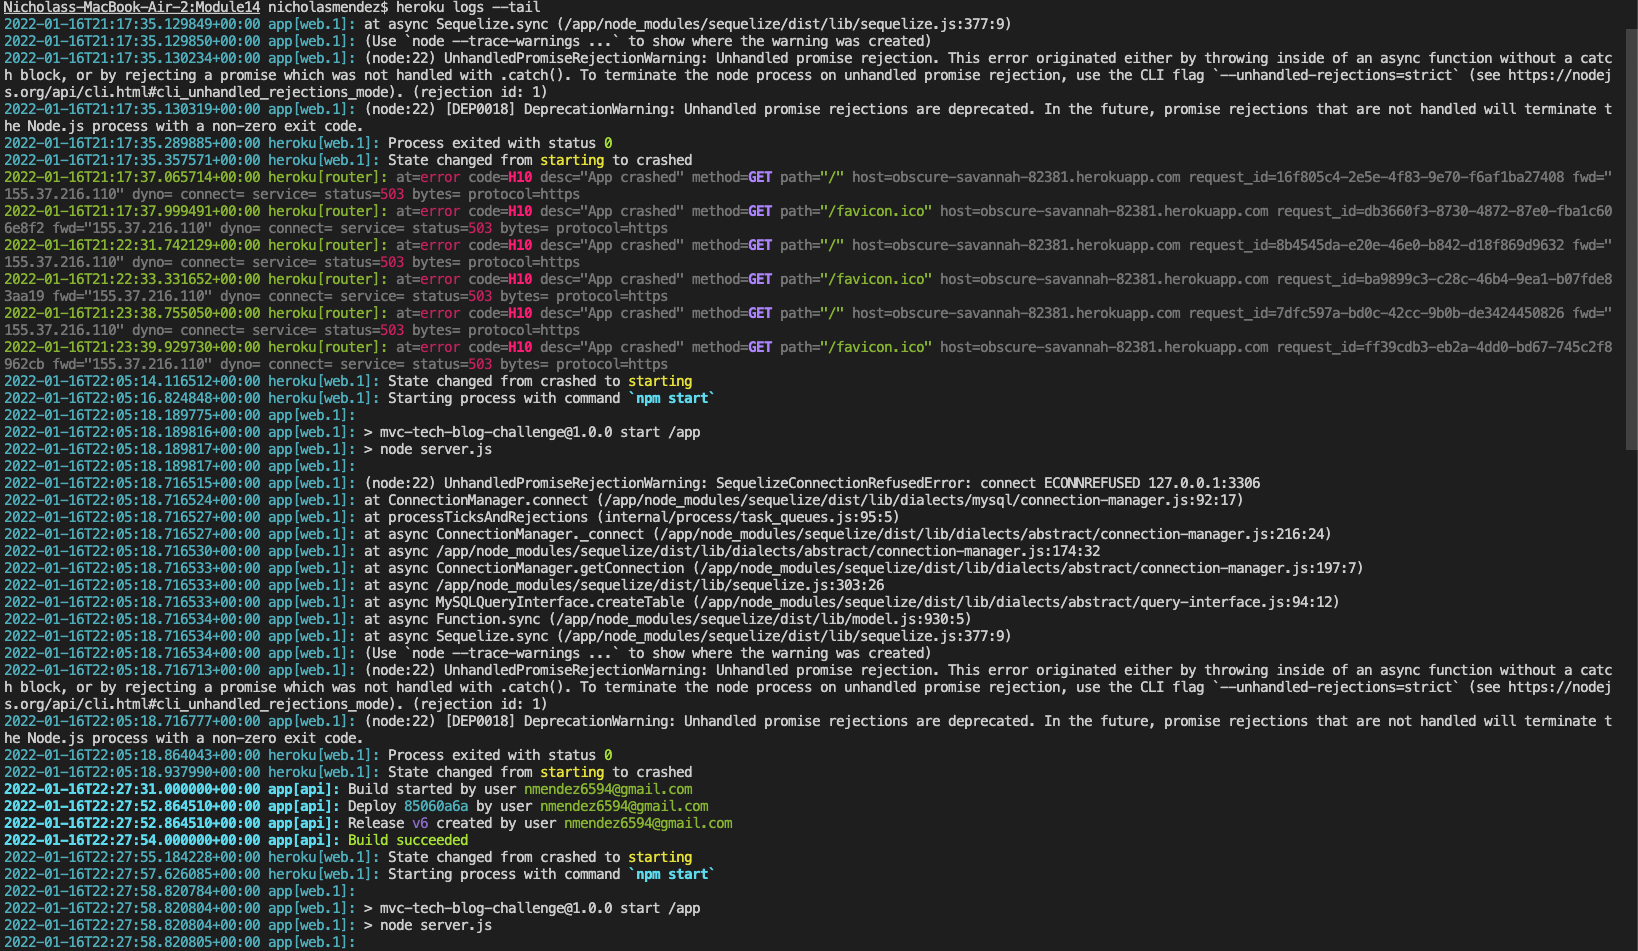 Nicholass-MacBook-Air-2:Module14 nicholasmendez$ heroku logs --tail
2022-01-16T21:17:35.129849+00:00 app[web.1]: at async Sequelize.sync (/app/node_modules/sequelize/dist/lib/sequelize.js:377:9)
2022-01-16T21:17:35.129850+00:00 app[web.1]: (Use `node --trace-warnings ...` to show where the warning was created)
2022-01-16T21:17:35.130234+00:00 app[web.1]: (node:22) UnhandledPromiseRejectionWarning: Unhandled promise rejection. This error originated either by throwing inside of an async function without a catc
h block, or by rejecting a promise which was not handled with .catch(). To terminate the node process on unhandled promise rejection, use the CLI flag `--unhandled-rejections=strict` (see https://nodej
s.org/api/cli.html#cli_unhandled_rejections_mode). (rejection id: 1)
2022-01-16T21:17:35.130319+00:00 app[web.1]: (node:22) [DEP0018] DeprecationWarning: Unhandled promise rejections are deprecated. In the future, promise rejections that are not handled will terminate t
he Node.js process with a non-zero exit code.
2022-01-16T21:17:35.289885+00:00 heroku[web.1]: Process exited with status 0
2022-01-16T21:17:35.357571+00:00 heroku[web.1]: State changed from starting to crashed
2022-01-16T21:17:37.065714+00:00 heroku[router]: at=error code=H10 desc="App crashed" method=GET path="/" host=obscure-savannah-82381.herokuapp.com request_id=16f805c4-2e5e-4f83-9e70-f6af1ba27408 fwd="
155.37.216.110" dyno= connect= service= status=503 bytes= protocol=https
2022-01-16T21:17:37.999491+00:00 heroku[router]: at=error code=H10 desc="App crashed" method=GET path="/favicon.ico" host=obscure-savannah-82381.herokuapp.com request_id=db3660f3-8730-4872-87e0-fba1c60
6e8f2 fwd="155.37.216.110" dyno= connect= service= status=503 bytes= protocol=https
2022-01-16T21:22:31.742129+00:00 heroku[router]: at=error code=H10 desc="App crashed" method=GET path="/" host=obscure-savannah-82381.herokuapp.com request_id=8b4545da-e20e-46e0-b842-d18f869d9632 fwd="
155.37.216.110" dyno= connect= service= status=503 bytes= protocol=https
2022-01-16T21:22:33.331652+00:00 heroku[router]: at=error code=H10 desc="App crashed" method=GET path="/favicon.ico" host=obscure-savannah-82381.herokuapp.com request_id=ba9899c3-c28c-46b4-9ea1-b07fde8
3aa19 fwd="155.37.216.110" dyno= connect= service= status=503 bytes= protocol=https
2022-01-16T21:23:38.755050+00:00 heroku[router]: at=error code=H10 desc="App crashed" method=GET path="/" host=obscure-savannah-82381.herokuapp.com request_id=7dfc597a-bd0c-42cc-9b0b-de3424450826 fwd="
155.37.216.110" dyno= connect= service= status=503 bytes= protocol=https
2022-01-16T21:23:39.929730+00:00 heroku[router]: at=error code=H10 desc="App crashed" method=GET path="/favicon.ico" host=obscure-savannah-82381.herokuapp.com request_id=ff39cdb3-eb2a-4dd0-bd67-745c2f8
962cb fwd="155.37.216.110" dyno= connect= service= status=503 bytes= protocol=https
2022-01-16T22:05:14.116512+00:00 heroku[web.1]: State changed from crashed to starting
2022-01-16T22:05:16.824848+00:00 heroku[web.1]: Starting process with command `npm start`
2022-01-16T22:05:18.189775+00:00 app[web.1]:
2022-01-16T22:05:18.189816+00:00 app[web.1]: > mvc-tech-blog-challenge@1.0.0 start /app
2022-01-16T22:05:18.189817+00:00 app[web.1]: > node server.js
2022-01-16T22:05:18.189817+00:00 app[web.1]:
2022-01-16T22:05:18.716515+00:00 app[web.1]: (node:22) UnhandledPromiseRejectionWarning: SequelizeConnectionRefusedError: connect ECONNREFUSED 127.0.0.1:3306
2022-01-16T22:05:18.716524+00:00 app[web.1]: at ConnectionManager.connect (/app/node_modules/sequelize/dist/lib/dialects/mysql/connection-manager.js:92:17)
2022-01-16T22:05:18.716527+00:00 app[web.1]: at processTicksAndRejections (internal/process/task_queues.js:95:5)
2022-01-16T22:05:18.716527+00:00 app[web.1]: at async ConnectionManager._connect (/app/node_modules/sequelize/dist/lib/dialects/abstract/connection-manager.js:216:24)
2022-01-16T22:05:18.716530+00:00 app[web.1]: at async /app/node_modules/sequelize/dist/lib/dialects/abstract/connection-manager.js:174:32
2022-01-16T22:05:18.716533+00:00 app[web.1]: at async ConnectionManager.getConnection (/app/node_modules/sequelize/dist/lib/dialects/abstract/connection-manager.js:197:7)
2022-01-16T22:05:18.716533+00:00 app[web.1]: at async /app/node_modules/sequelize/dist/lib/sequelize.js:303:26
2022-01-16T22:05:18.716533+00:00 app[web.1]: at async MySQLQueryInterface.createTable (/app/node_modules/sequelize/dist/lib/dialects/abstract/query-interface.js:94:12)
2022-01-16T22:05:18.716534+00:00 app[web.1]: at async Function.sync (/app/node_modules/sequelize/dist/lib/model.js:930:5)
2022-01-16T22:05:18.716534+00:00 app[web.1]: at async Sequelize.sync (/app/node_modules/sequelize/dist/lib/sequelize.js:377:9)
2022-01-16T22:05:18.716534+00:00 app[web.1]: (Use `node --trace-warnings ...` to show where the warning was created)
2022-01-16T22:05:18.716713+00:00 app[web.1]: (node:22) UnhandledPromiseRejectionWarning: Unhandled promise rejection. This error originated either by throwing inside of an async function without a catc
h block, or by rejecting a promise which was not handled with .catch(). To terminate the node process on unhandled promise rejection, use the CLI flag `--unhandled-rejections=strict` (see https://nodej
s.org/api/cli.html#cli_unhandled_rejections_mode). (rejection id: 1)
2022-01-16T22:05:18.716777+00:00 app[web.1]: (node:22) [DEP0018] DeprecationWarning: Unhandled promise rejections are deprecated. In the future, promise rejections that are not handled will terminate t
he Node.js process with a non-zero exit code.
2022-01-16T22:05:18.864043+00:00 heroku[web.1]: Process exited with status 0
2022-01-16T22:05:18.937990+00:00 heroku[web.1]: State changed from starting to crashed
2022-01-16T22:27:31.000000+00:00 app[api]: Build started by user nmendez6594@gmail.com
2022-01-16T22:27:52.864510+00:00 app[api]: Deploy 85060a6a by user nmendez6594@gmail.com
2022-01-16T22:27:52.864510+00:00 app[api]: Release v6 created by user nmendez6594@gmail.com
2022-01-16T22:27:54.000000+00:00 app[api]: Build succeeded
2022-01-16T22:27:55.184228+00:00 heroku[web.1]: State changed from crashed to starting
2022-01-16T22:27:57.626085+00:00 heroku[web.1]: Starting process with command `npm start`
2022-01-16T22:27:58.820784+00:00 app[web.1]:
2022-01-16T22:27:58.820804+00:00 app[web.1]: > mvc-tech-blog-challenge@1.0.0 start /app
2022-01-16T22:27:58.820804+00:00 app[web.1]: > node server.js
2022-01-16T22:27:58.820805+00:00 app[web.1]: